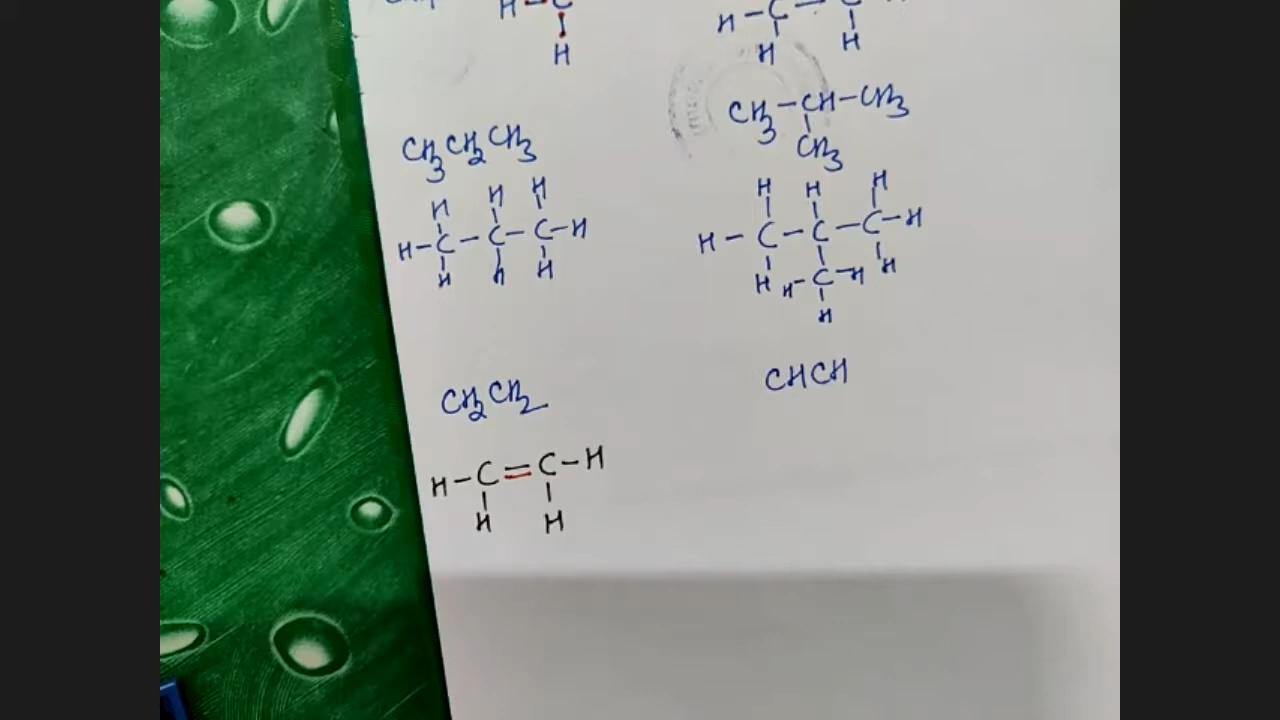 H-C
|
H
H-C-C
| |
H H
CH3CH2CH3
H H H
| | |
H-C-C-C-H
| | |
H H H
CH3-CH-CH3
|
CH3
H H H
| | |
H-C-C-C-H
| | |
H H-C-H H
|
H
CH2CH2
H-C=C-H
| |
H H
CHCH